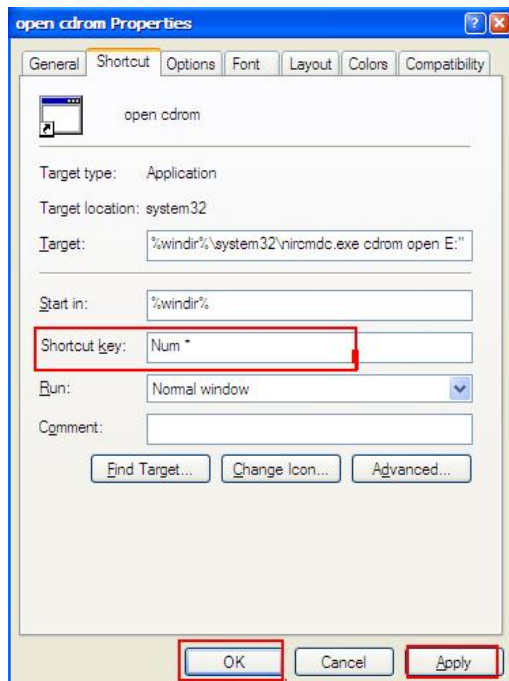 open cdrom Properties
General Shortcut Options Font Layout Colors Compatibility
open cdrom
Target type: Application
Target location: system32
Target: %windir%\system32\nircmdc.exe cdrom open E:"
Start in: %windir%
Shortcut key: Num *
Run: Normal window
Comment:
Find Target... Change Icon... Advanced...
OK Cancel Apply